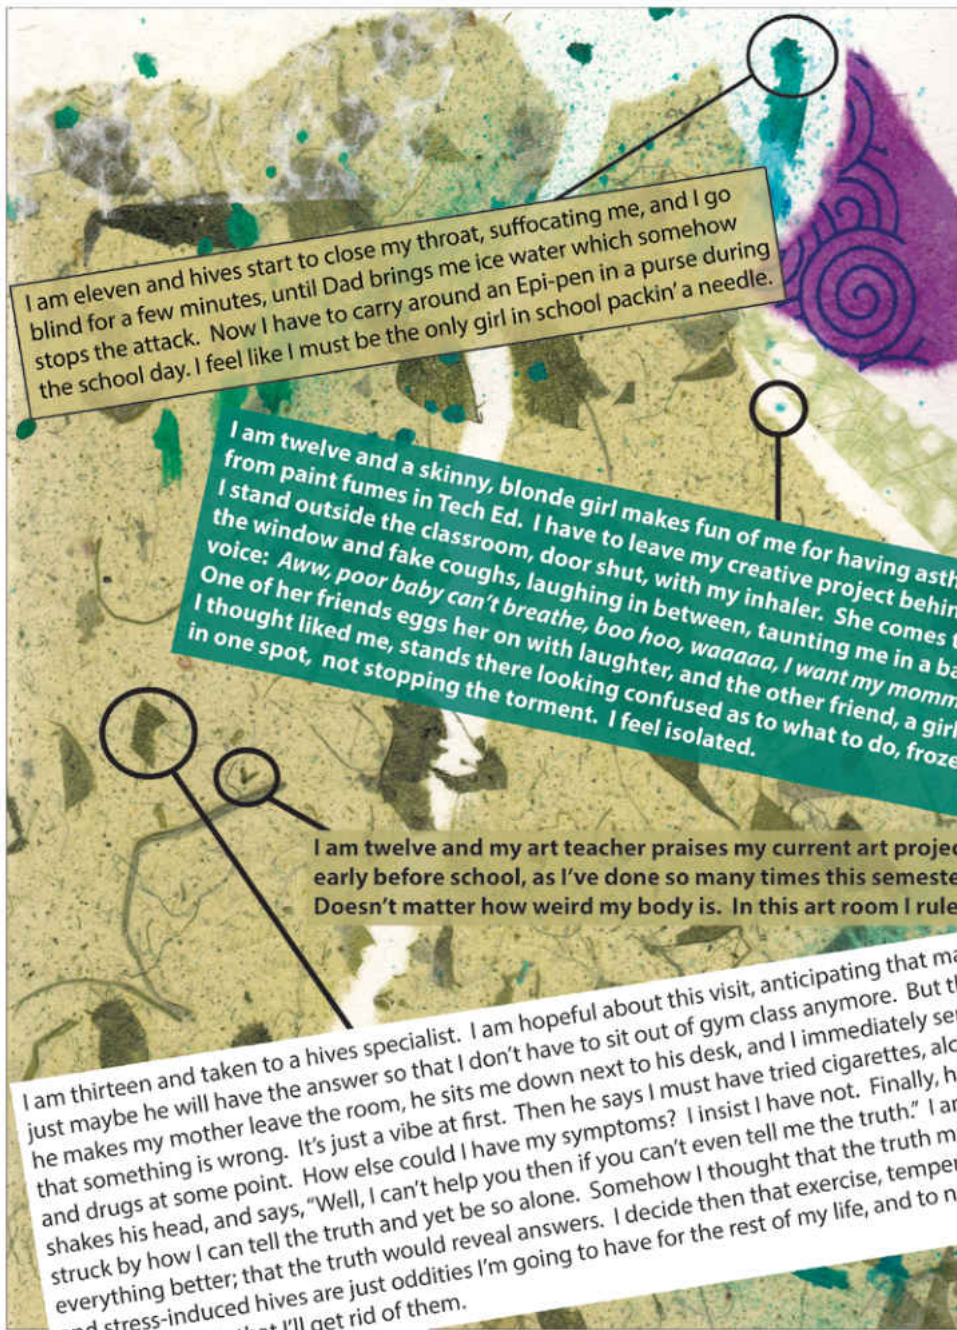 I am eleven and hives start to close my throat, suffocating me, and I go
blind for a few minutes, until Dad brings me ice water which somehow
stops the attack.  Now I have to carry around an Epi-pen in a purse during
the school day. I feel like I must be the only girl in school packin' a needle.
I am twelve and a skinny, blonde girl makes fun of me for having asth
from paint fumes in Tech Ed.  I have to leave my creative project behin
I stand outside the classroom, door shut, with my inhaler.  She comes t
the window and fake coughs, laughing in between, taunting me in a ba
voice:  Aww, poor baby can't breathe, boo hoo, waaaaa, I want my momm
One of her friends eggs her on with laughter, and the other friend, a girl
I thought liked me, stands there looking confused as to what to do, froze
in one spot,  not stopping the torment.  I feel isolated.
I am twelve and my art teacher praises my current art projec
early before school, as I've done so many times this semeste
Doesn't matter how weird my body is.  In this art room I rule
I am thirteen and taken to a hives specialist.  I am hopeful about this visit, anticipating that ma
just maybe he will have the answer so that I don't have to sit out of gym class anymore.  But t
he makes my mother leave the room, he sits me down next to his desk, and I immediately se
that something is wrong.  It's just a vibe at first.  Then he says I must have tried cigarettes, alc
and drugs at some point.  How else could I have my symptoms?  I insist I have not.  Finally, h
shakes his head, and says, "Well, I can't help you then if you can't even tell me the truth."  I a
struck by how I can tell the truth and yet be so alone.  Somehow I thought that the truth m
everything better; that the truth would reveal answers.  I decide then that exercise, temper
and stress-induced hives are just oddities I'm going to have for the rest of my life, and to n
that I'll get rid of them.